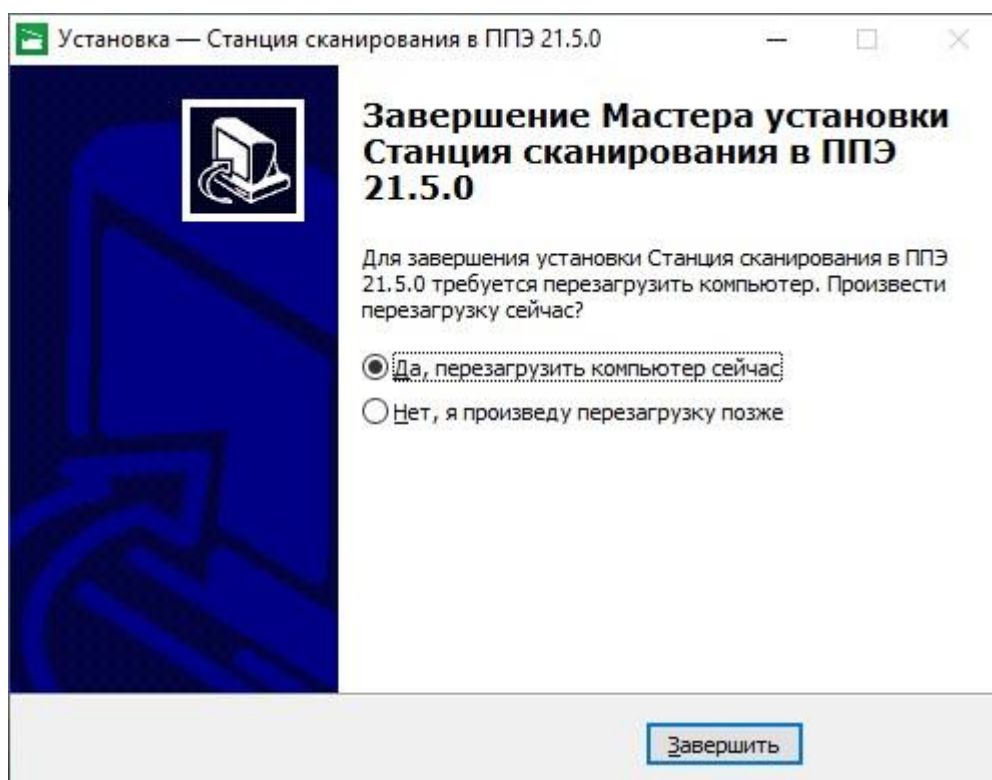 Установка — Станция сканирования в ППЭ 21.5.0
Завершение Мастера установки
Станция сканирования в ППЭ
21.5.0
Для завершения установки Станция сканирования в ППЭ
21.5.0 требуется перезагрузить компьютер. Произвести
перезагрузку сейчас?
Да, перезагрузить компьютер сейчас
Нет, я произведу перезагрузку позже
Завершить